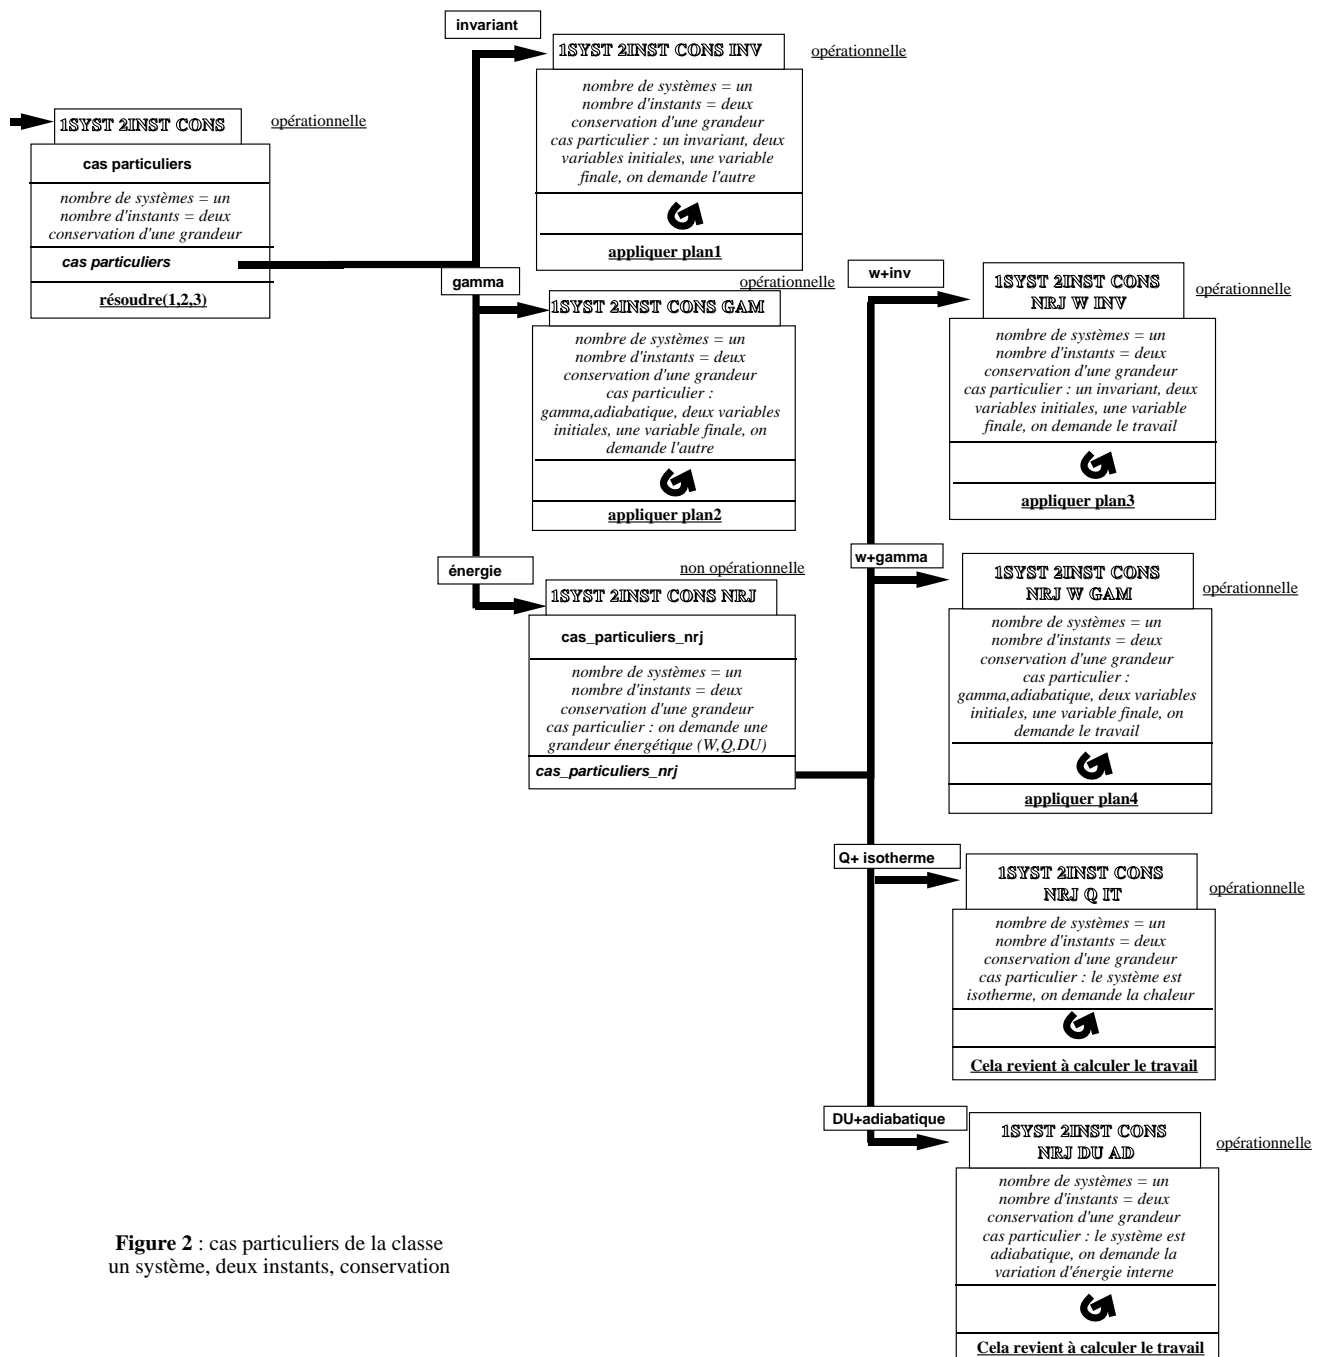 1SYST 2INST CONS
opérationnelle
cas particuliers
nombre de systèmes = un
nombre d'instants = deux
conservation d'une grandeur
cas particuliers
résoudre(1,2,3)
invariant
1SYST 2INST CONS INV
opérationnelle
nombre de systèmes = un
nombre d'instants = deux
conservation d'une grandeur
cas particulier : un invariant, deux
variables initiales, une variable
finale, on demande l'autre
appliquer plan1
gamma
opérationnelle
1SYST 2INST CONS GAM
nombre de systèmes = un
nombre d'instants = deux
conservation d'une grandeur
cas particulier :
gamma,adiabatique, deux variables
initiales, une variable finale, on
demande l'autre
appliquer plan2
énergie
non opérationnelle
1SYST 2INST CONS NRJ
cas_particuliers_nrj
nombre de systèmes = un
nombre d'instants = deux
conservation d'une grandeur
cas particulier : on demande une
grandeur énergétique (W,Q,DU)
cas_particuliers_nrj
w+inv
1SYST 2INST CONS
NRJ W INV
opérationnelle
nombre de systèmes = un
nombre d'instants = deux
conservation d'une grandeur
cas particulier : un invariant, deux
variables initiales, une variable
finale, on demande le travail
appliquer plan3
w+gamma
1SYST 2INST CONS
NRJ W GAM
opérationnelle
nombre de systèmes = un
nombre d'instants = deux
conservation d'une grandeur
cas particulier :
gamma,adiabatique, deux variables
initiales, une variable finale, on
demande le travail
appliquer plan4
Q+ isotherme
1SYST 2INST CONS
NRJ Q IT
opérationnelle
nombre de systèmes = un
nombre d'instants = deux
conservation d'une grandeur
cas particulier : le système est
isotherme, on demande la chaleur
Cela revient à calculer le travail
DU+adiabatique
1SYST 2INST CONS
NRJ DU AD
opérationnelle
nombre de systèmes = un
nombre d'instants = deux
conservation d'une grandeur
cas particulier : le système est
adiabatique, on demande la
variation d'énergie interne
Cela revient à calculer le travail
Figure 2 : cas particuliers de la classe
un système, deux instants, conservation